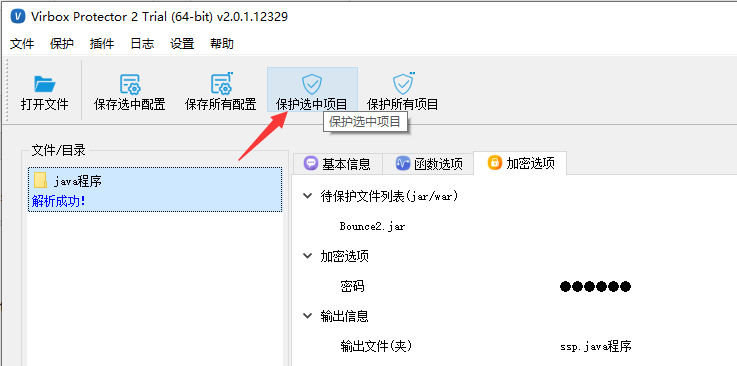 Virbox Protector 2 Trial (64-bit) v2.0.1.12329
文件 保护 插件 日志 设置 帮助
打开文件 保存选中配置 保存所有配置 保护选中项目 保护所有项目
保护选中项目
文件/目录
基本信息 函数选项 加密选项
java程序
解析成功!
待保护文件列表(jar/war)
Bounce2.jar
加密选项
密码 ●●●●●●
输出信息
输出文件(夹) ssp.java程序